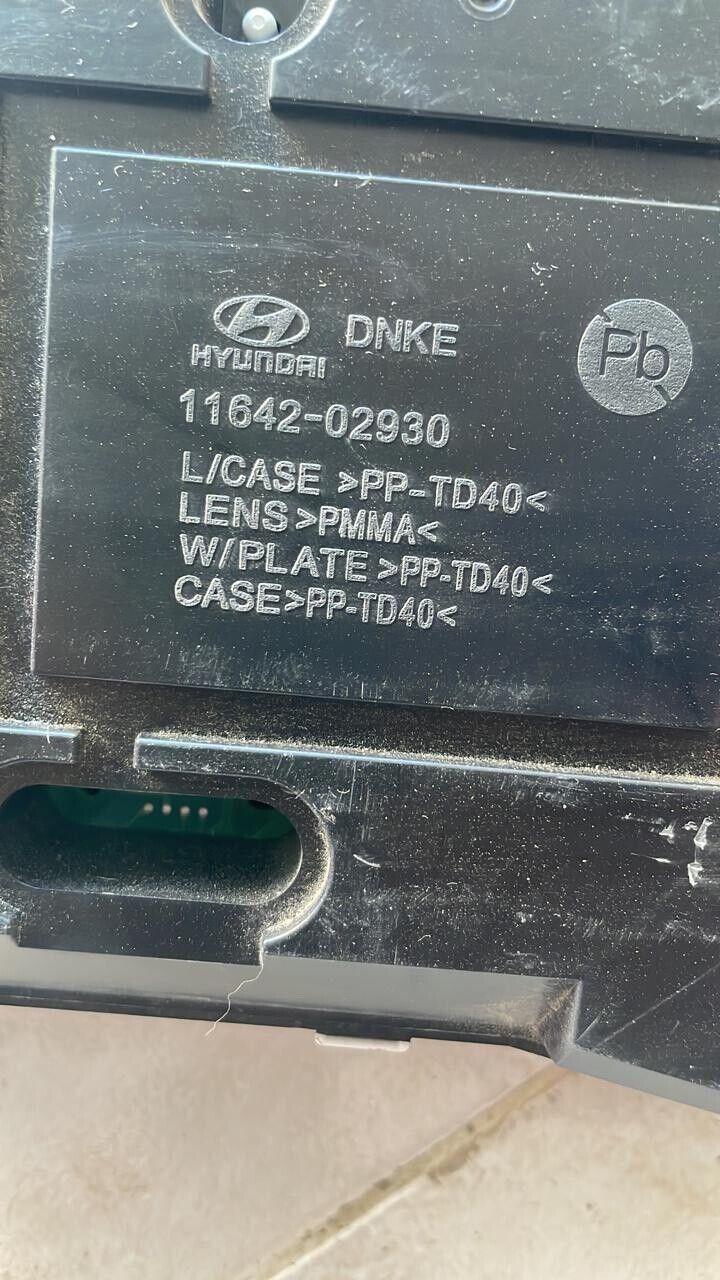 HYUNDAI DNKE
Pb
11642-02930
L/CASE >PP-TD40<
LENS>PMMA<
W/PLATE >PP-TD40<
CASE>PP-TD40<